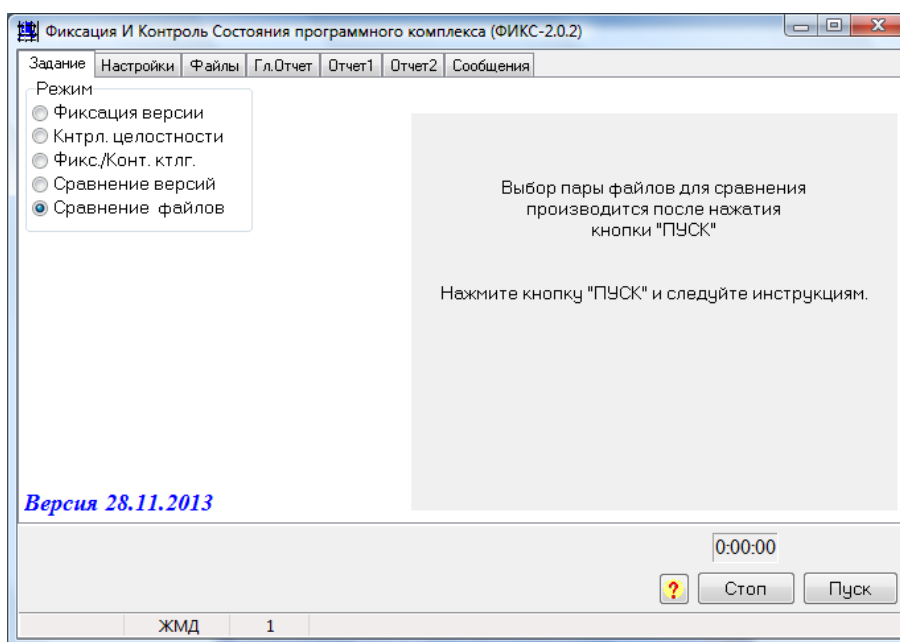 Фиксация И Контроль Состояния программного комплекса (ФИКС-2.0.2)
Задание Настройки Файлы Гл.Отчет Отчет1 Отчет2 Сообщения
Режим
Фиксация версии
Кнтрл. целостности
Фикс./Конт. ктлг.
Сравнение версий
Сравнение файлов
Выбор пары файлов для сравнения
производится после нажатия
кнопки "ПУСК"
Нажмите кнопку "ПУСК" и следуйте инструкциям.
Версия 28.11.2013
0:00:00
? Стоп Пуск
ЖМД 1